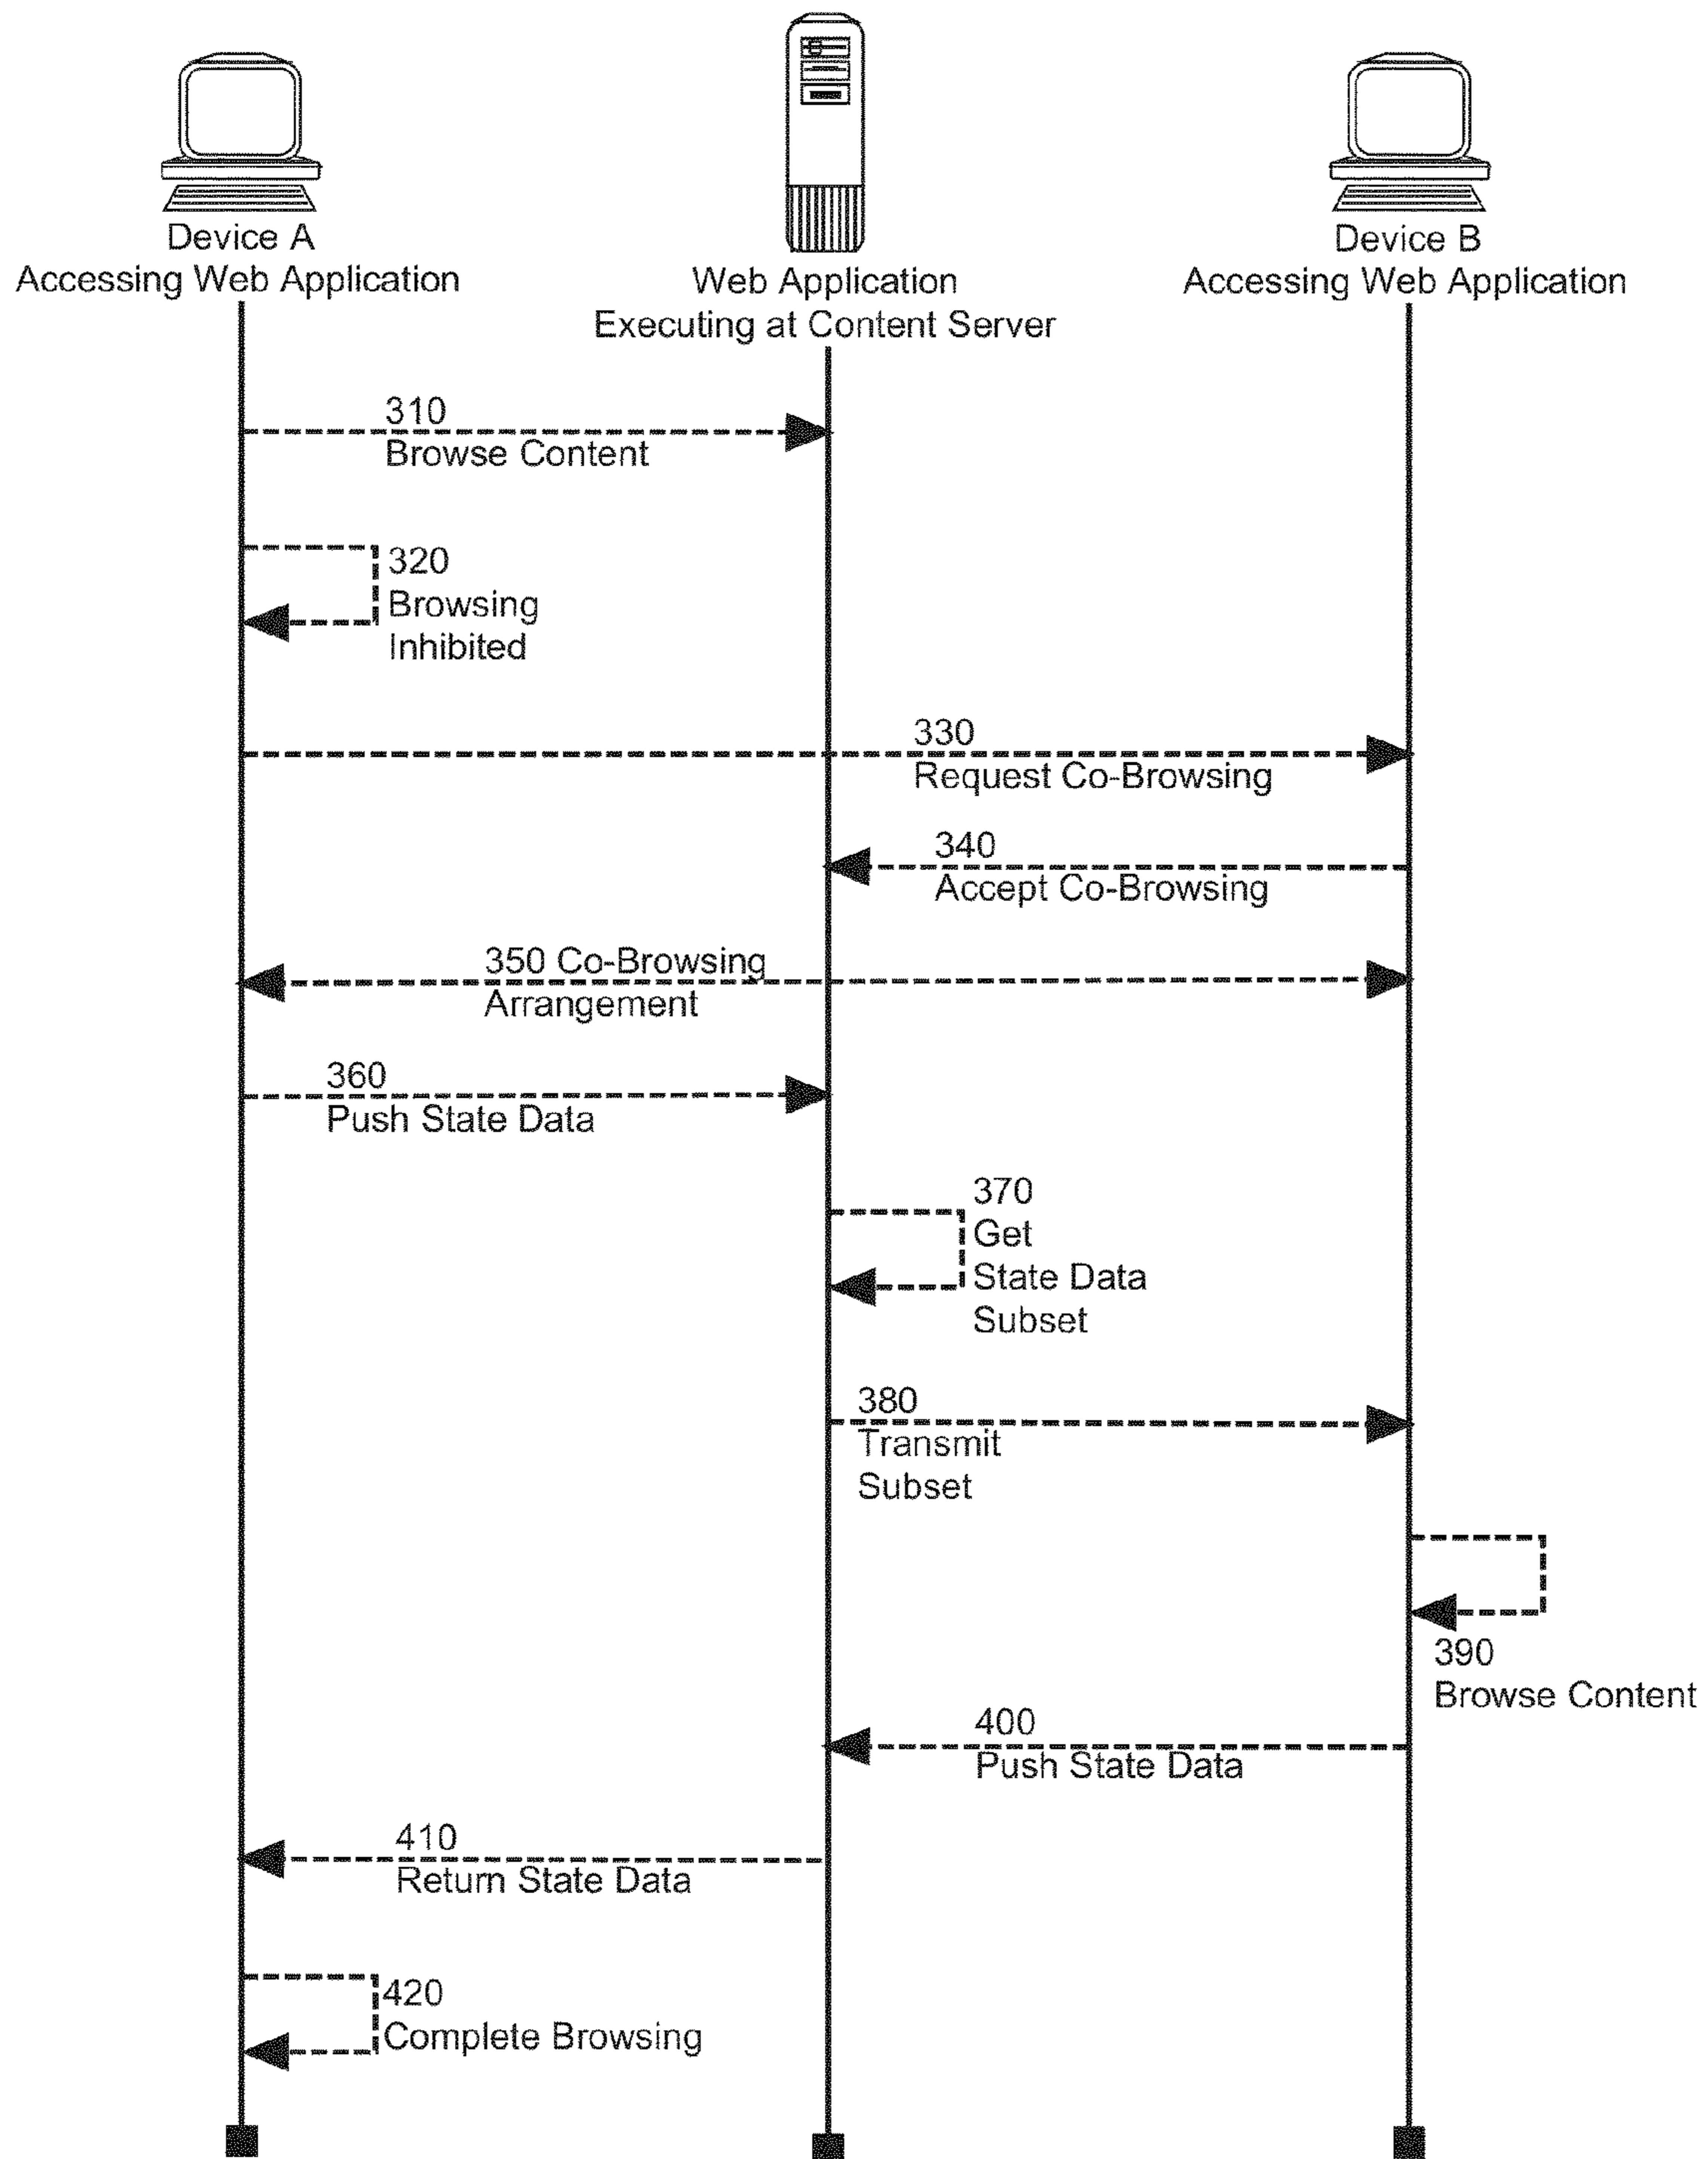 Device A
Accessing Web Application
Web Application
Executing at Content Server
Device B
Accessing Web Application
310
Browse Content
320
Browsing
Inhibited
330
Request Co-Browsing
340
Accept Co-Browsing
350 Co-Browsing
Arrangement
360
Push State Data
370
Get
State Data
Subset
380
Transmit
Subset
390
Browse Content
400
Push State Data
410
Return State Data
420
Complete Browsing